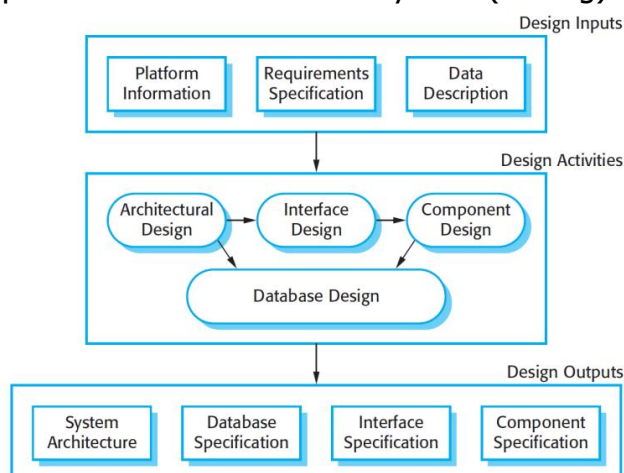 Design Inputs
Platform
Information
Requirements
Specification
Data
Description
Design Activities
Architectural
Design
Interface
Design
Component
Design
Database Design
Design Outputs
System
Architecture
Database
Specification
Interface
Specification
Component
Specification